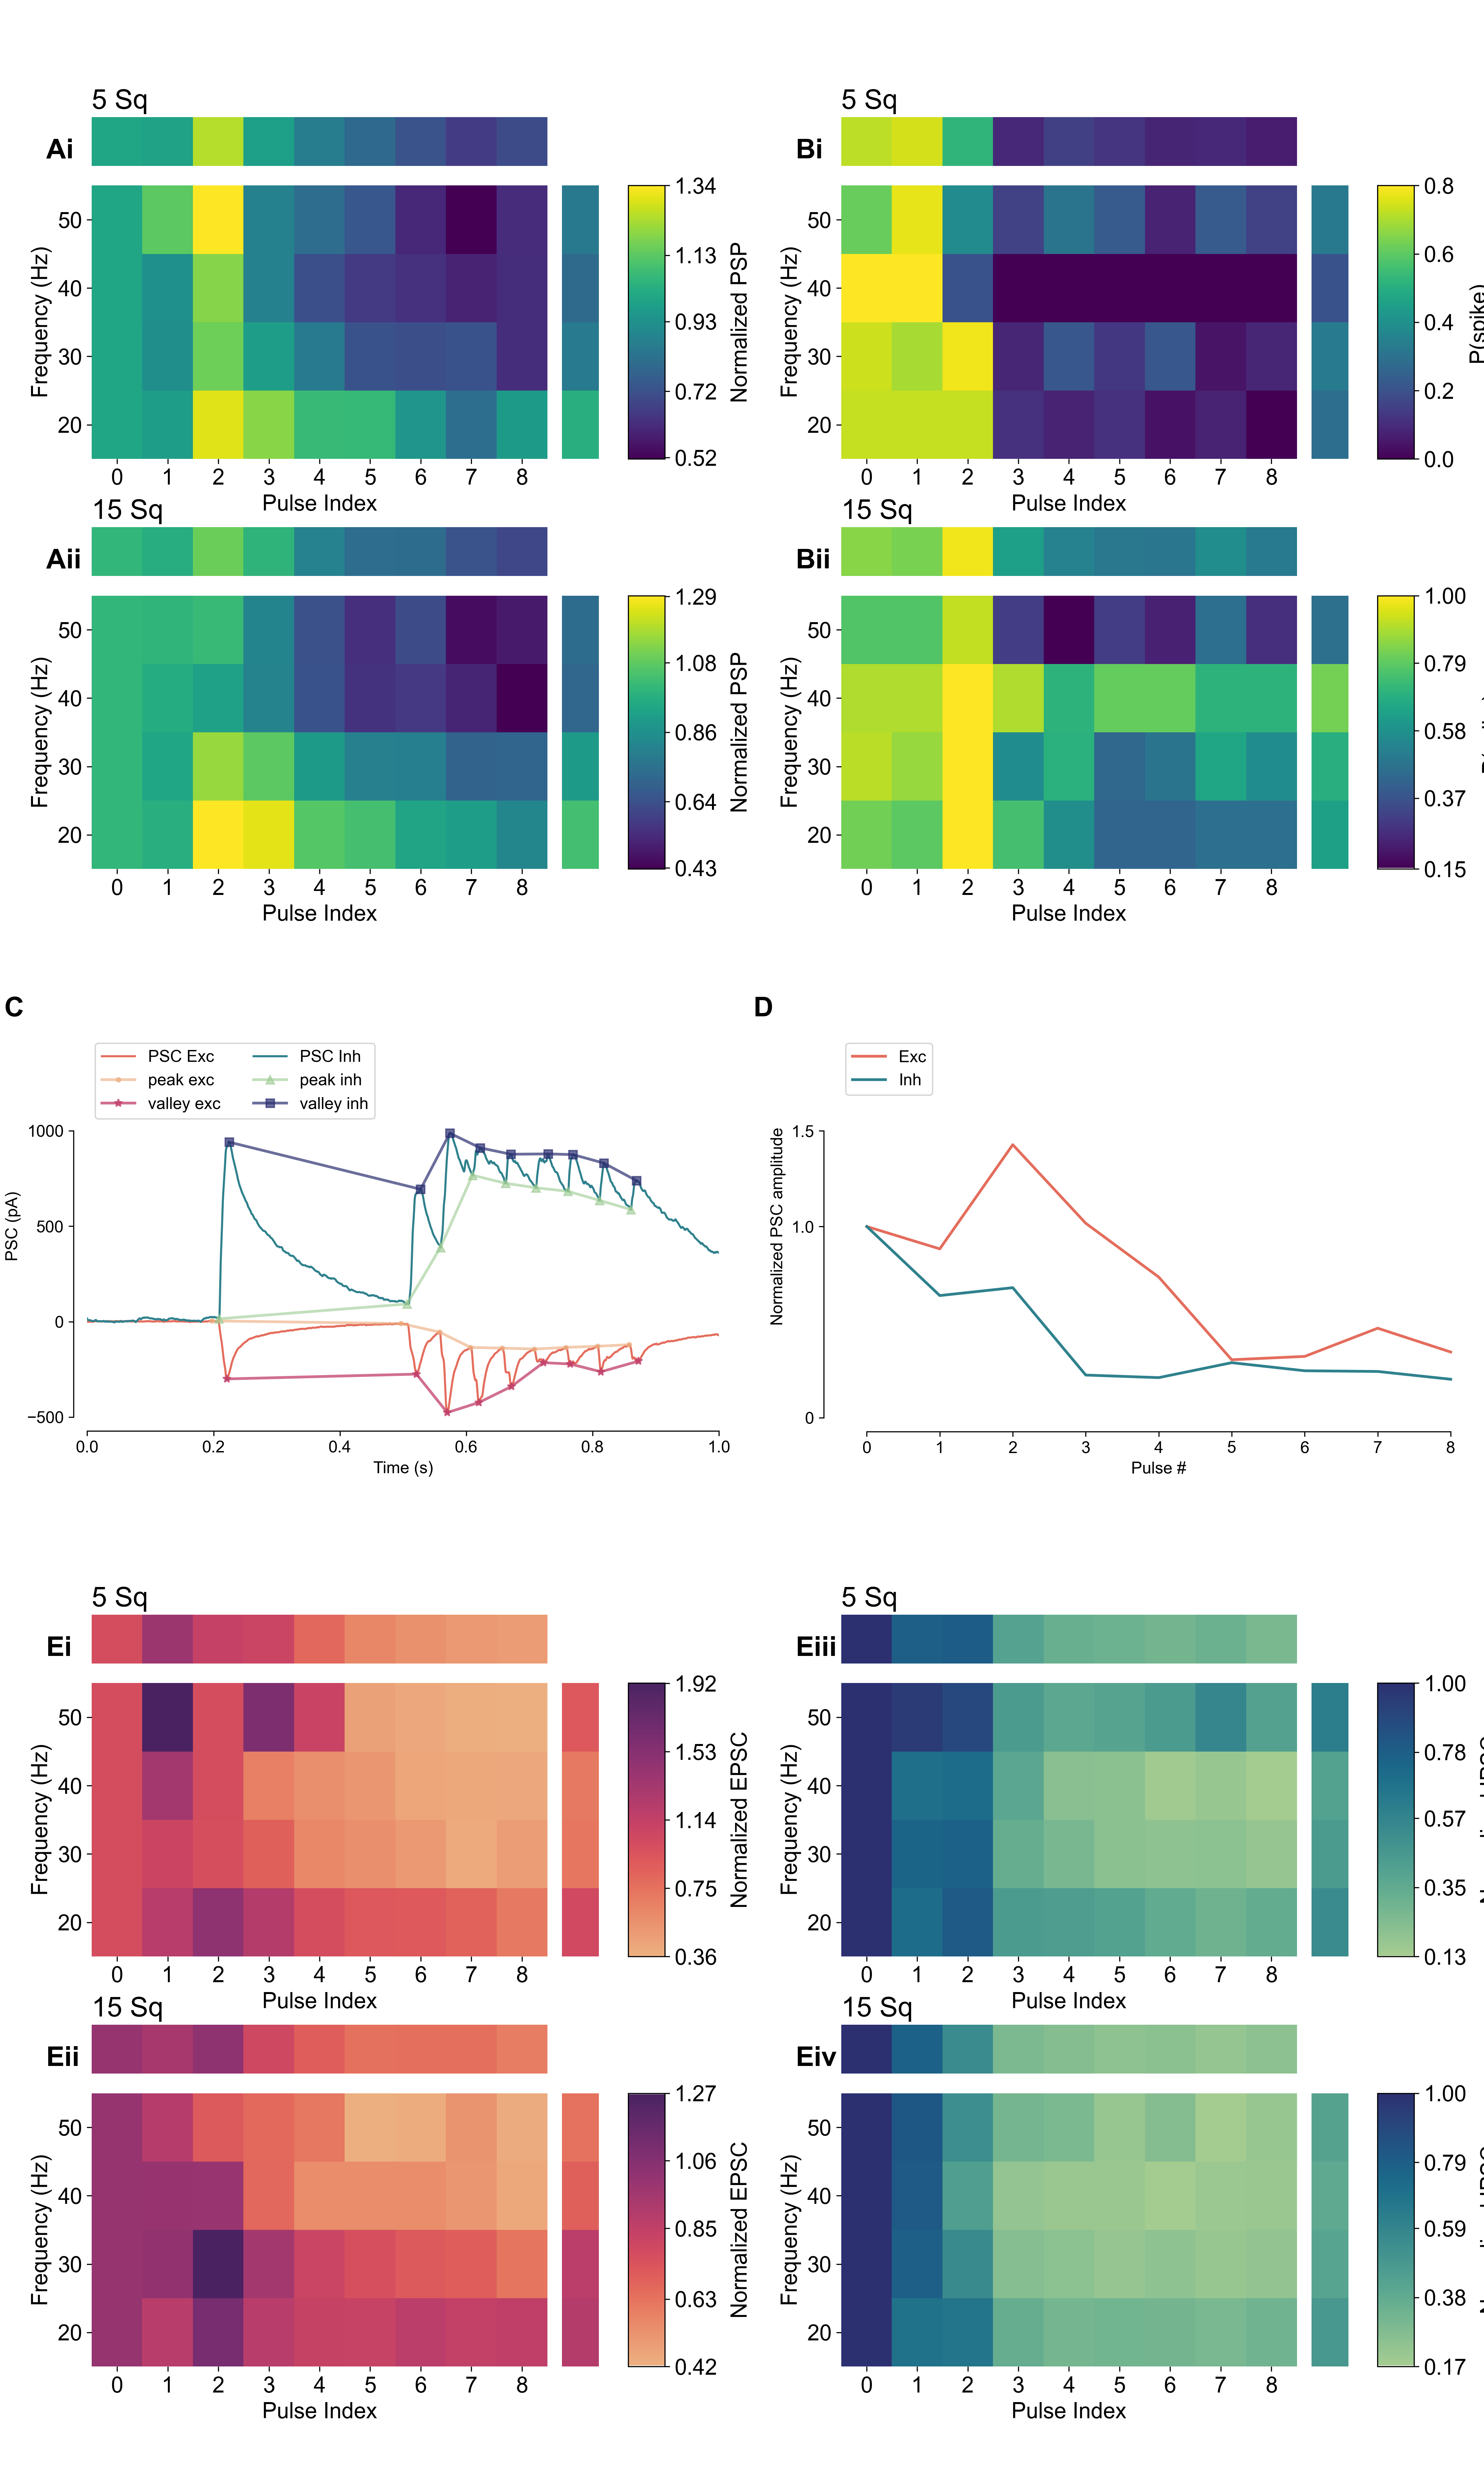 5 Sq
Ai
50
40
30
20
Frequency (Hz)
0 1 2 3 4 5 6 7 8
Pulse Index
1.34
1.13
0.93
0.72
0.52
Normalized PSP
5 Sq
Bi
50
40
30
20
Frequency (Hz)
0 1 2 3 4 5 6 7 8
Pulse Index
0.8
0.6
0.4
0.2
0.0
P(spike)
15 Sq
Aii
50
40
30
20
Frequency (Hz)
0 1 2 3 4 5 6 7 8
Pulse Index
1.29
1.08
0.86
0.64
0.43
Normalized PSP
15 Sq
Bii
50
40
30
20
Frequency (Hz)
0 1 2 3 4 5 6 7 8
Pulse Index
1.00
0.79
0.58
0.37
0.15
C
PSC Exc
peak exc
valley exc
PSC Inh
peak inh
valley inh
1000
500
0
−500
PSC (pA)
0.0 0.2 0.4 0.6 0.8 1.0
Time (s)
D
Exc
Inh
1.5
1.0
0
Normalized PSC amplitude
0 1 2 3 4 5 6 7 8
Pulse #
5 Sq
Ei
50
40
30
20
Frequency (Hz)
0 1 2 3 4 5 6 7 8
Pulse Index
1.92
1.53
1.14
0.75
0.36
Normalized EPSC
5 Sq
Eiii
50
40
30
20
Frequency (Hz)
0 1 2 3 4 5 6 7 8
Pulse Index
1.00
0.78
0.57
0.35
0.13
15 Sq
Eii
50
40
30
20
Frequency (Hz)
0 1 2 3 4 5 6 7 8
Pulse Index
1.27
1.06
0.85
0.63
0.42
Normalized EPSC
15 Sq
Eiv
50
40
30
20
Frequency (Hz)
0 1 2 3 4 5 6 7 8
Pulse Index
1.00
0.79
0.59
0.38
0.17